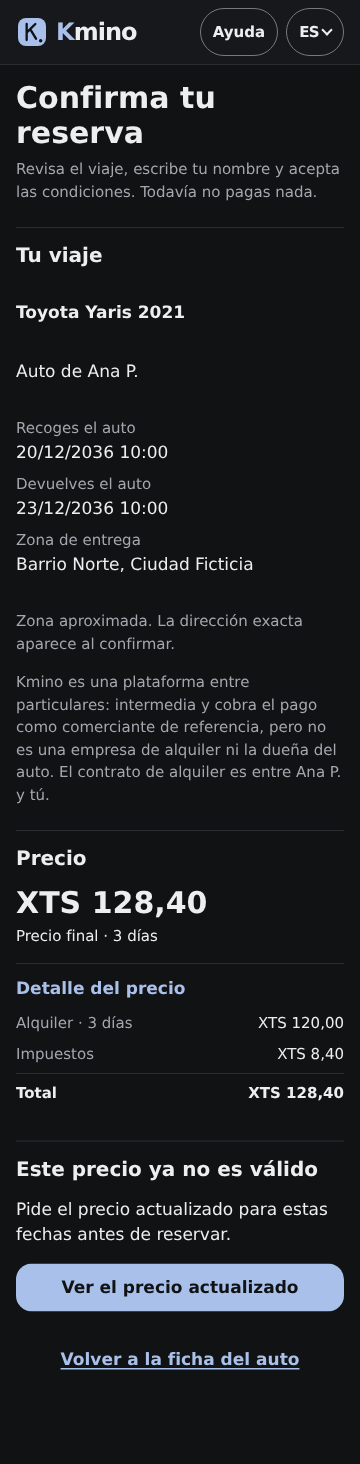 K.
Kmino
Ayuda
ES
Confirma tu
reserva
Revisa el viaje, escribe tu nombre y acepta
las condiciones. Todavía no pagas nada.
Tu viaje
Toyota Yaris 2021
Auto de Ana P.
Recoges el auto
20/12/2036 10:00
Devuelves el auto
23/12/2036 10:00
Zona de entrega
Barrio Norte, Ciudad Ficticia
Zona aproximada. La dirección exacta
aparece al confirmar.
Kmino es una plataforma entre
particulares: intermedia y cobra el pago
como comerciante de referencia, pero no
es una empresa de alquiler ni la dueña del
auto. El contrato de alquiler es entre Ana P.
y tú.
Precio
XTS 128,40
Precio final · 3 días
Detalle del precio
Alquiler · 3 días XTS 120,00
Impuestos XTS 8,40
Total XTS 128,40
Este precio ya no es válido
Pide el precio actualizado para estas
fechas antes de reservar.
Ver el precio actualizado
Volver a la ficha del auto